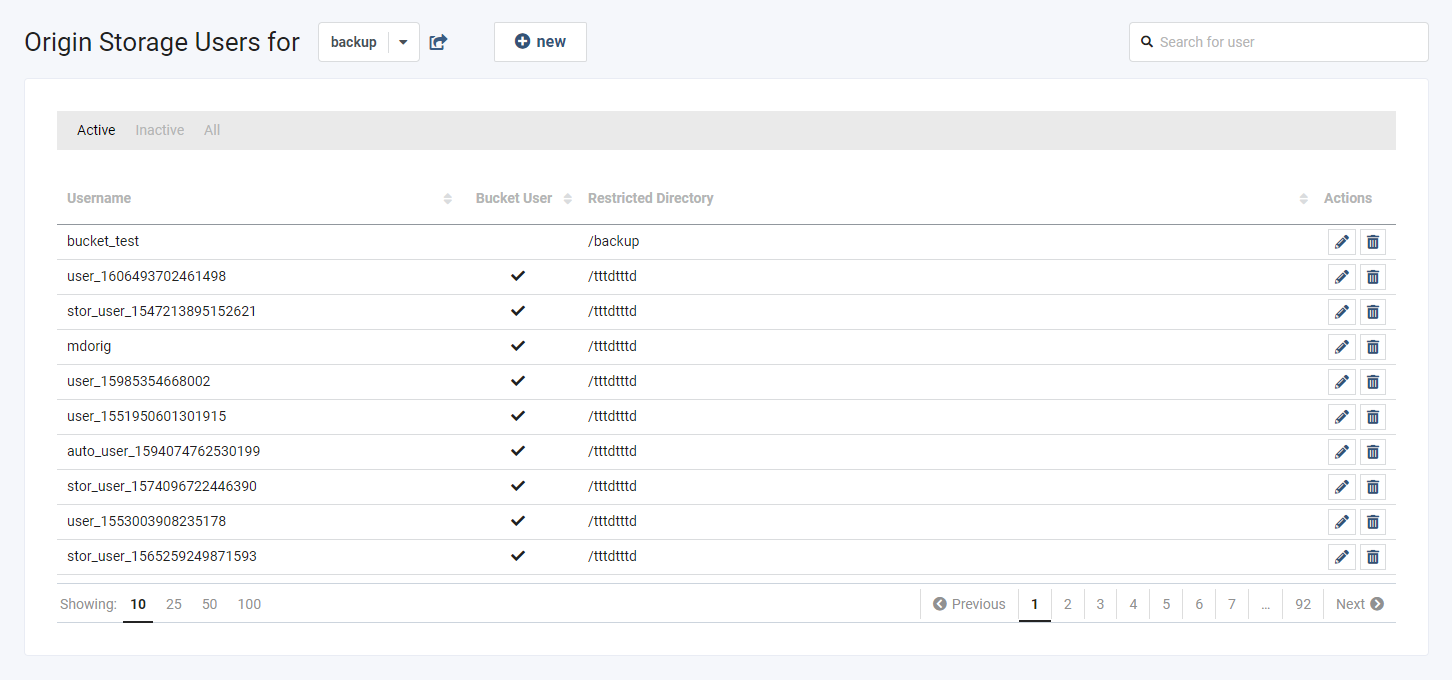 Origin Storage Users for backup new Search for user
Active Inactive All
Username Bucket User Restricted Directory Actions
bucket_test /backup
user_1606493702461498 /tttdtttd
stor_user_1547213895152621 /tttdtttd
mdorig /tttdtttd
user_15985354668002 /tttdtttd
user_1551950601301915 /tttdtttd
auto_user_1594074762530199 /tttdtttd
stor_user_1574096722446390 /tttdtttd
user_1553003908235178 /tttdtttd
stor_user_1565259249871593 /tttdtttd
Showing: 10 25 50 100 Previous 1 2 3 4 5 6 7 ... 92 Next